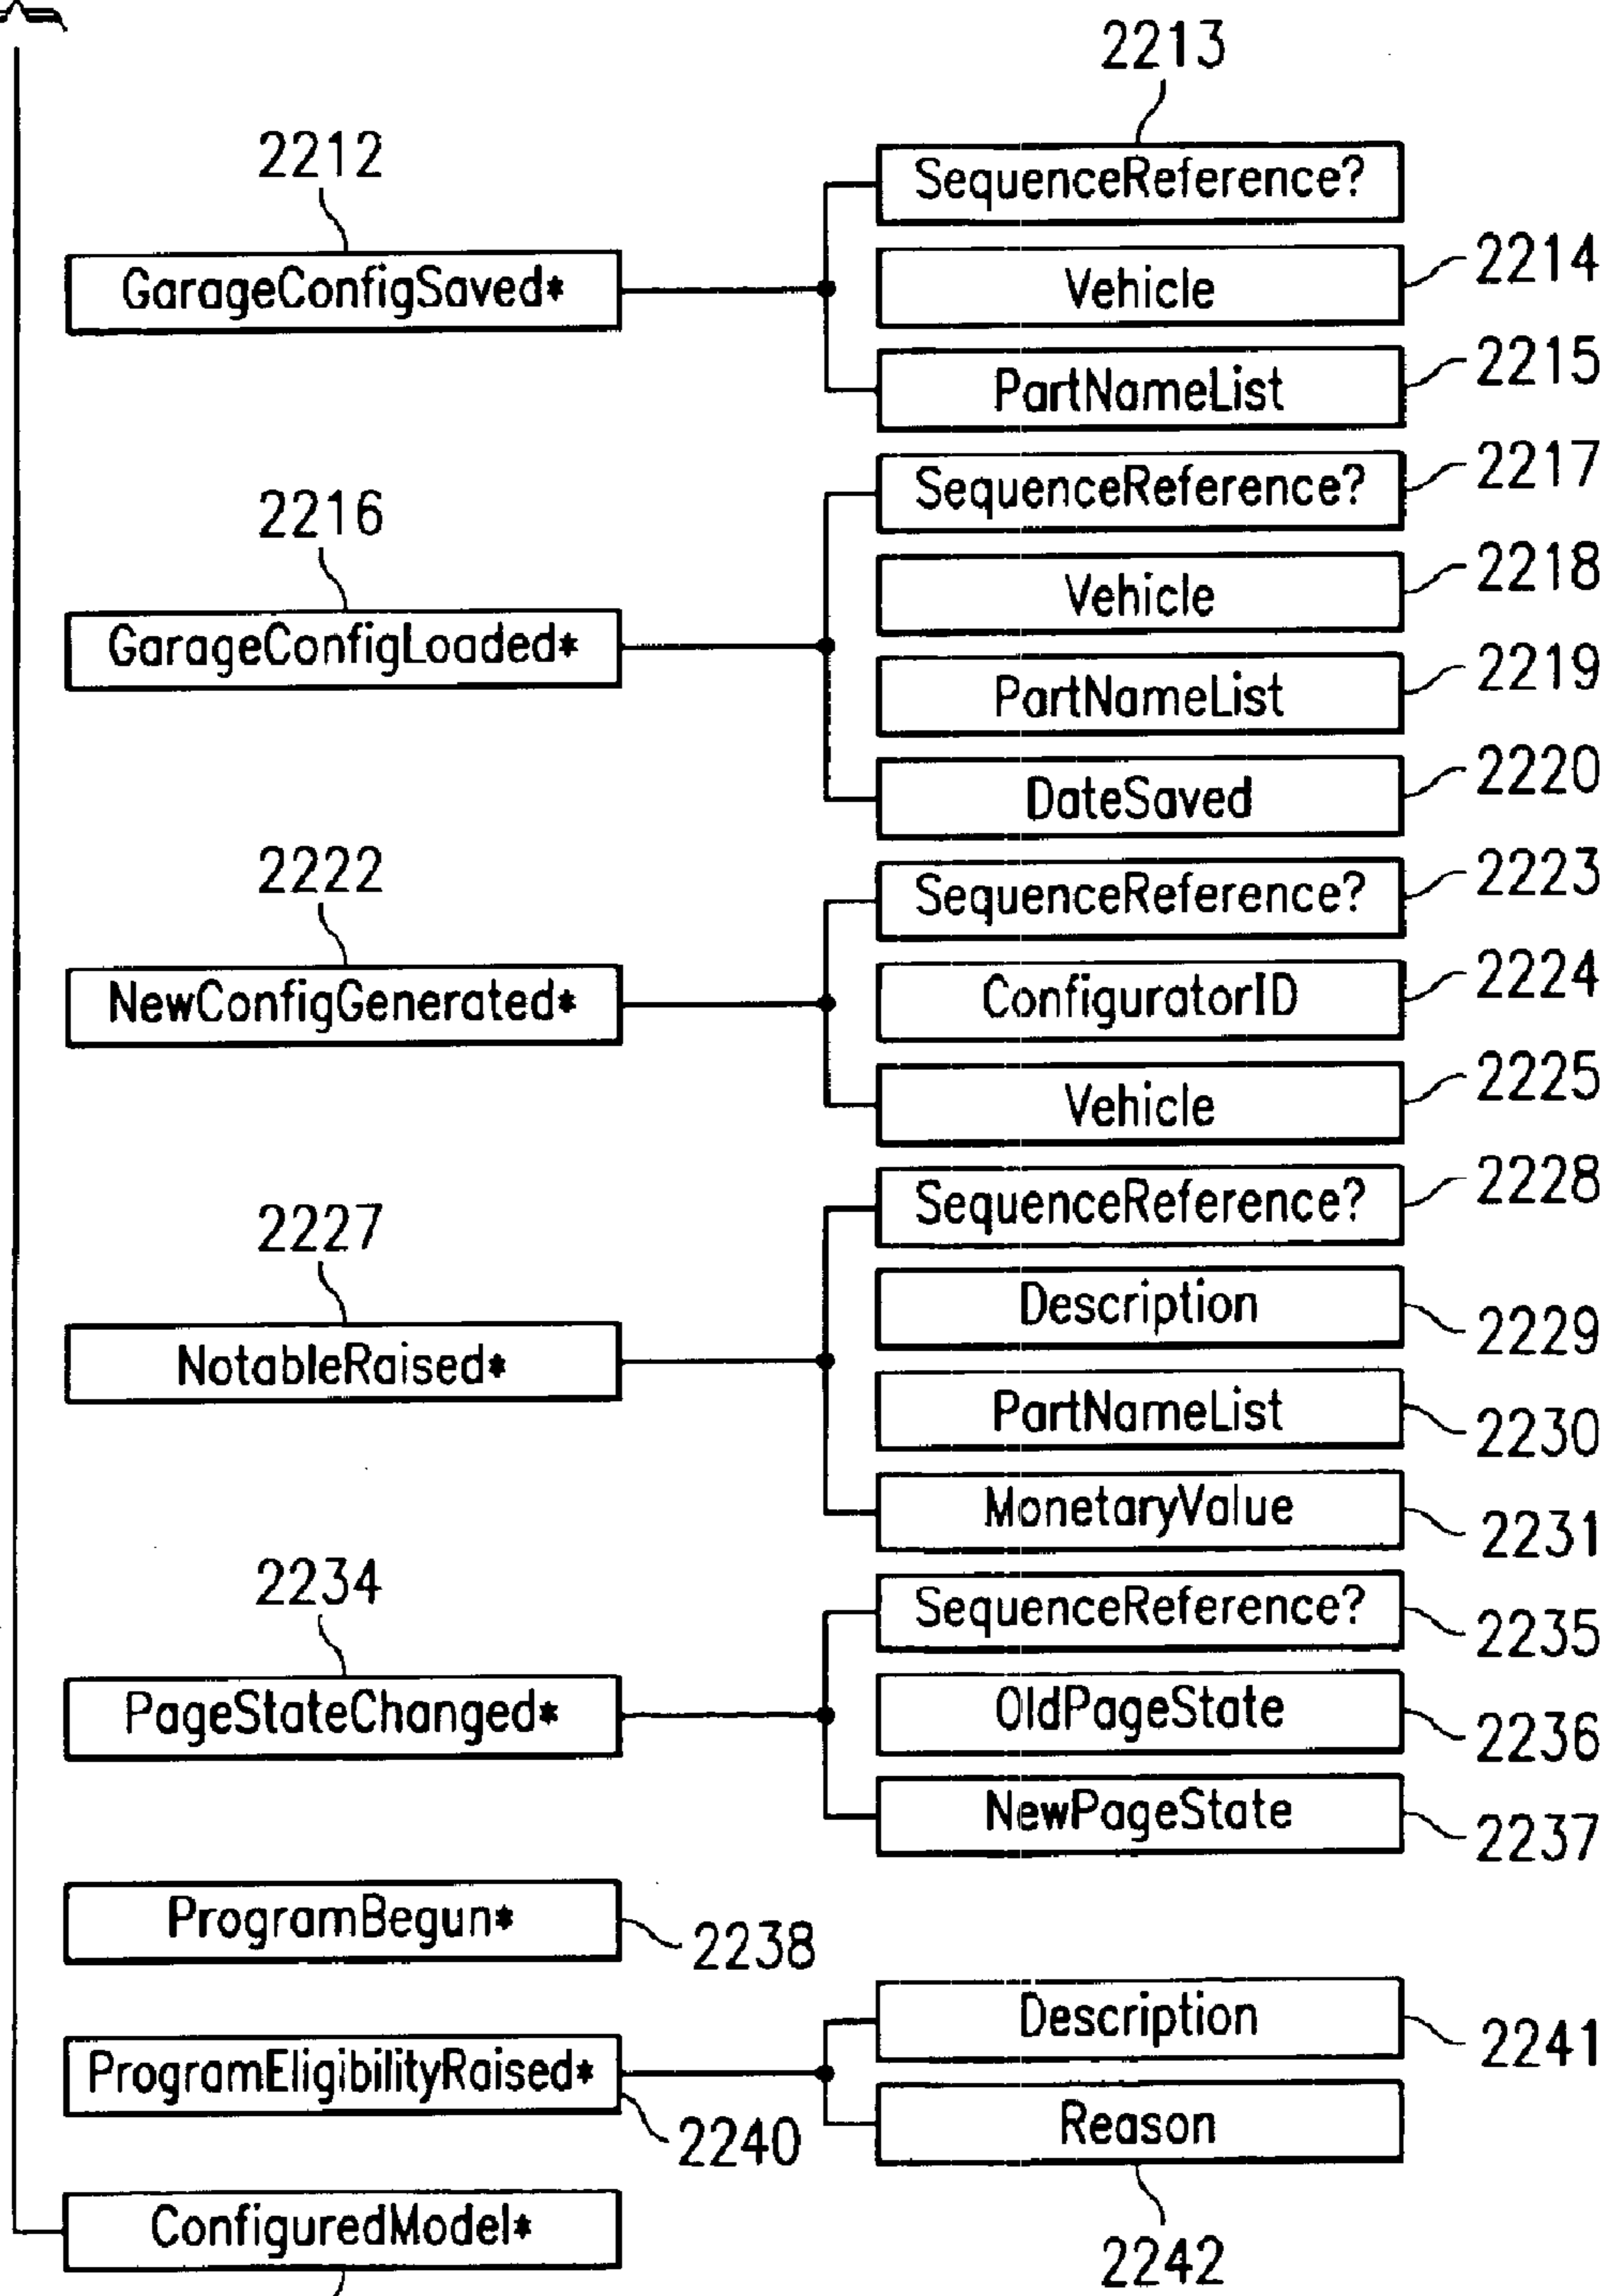 2213
2212
SequenceReference?
GarageConfigSaved*
Vehicle
2214
PartNameList
2215
2216
SequenceReference?
2217
GarageConfigLoaded*
Vehicle
2218
PartNameList
2219
DateSaved
2220
2222
SequenceReference?
2223
NewConfigGenerated*
ConfiguratorID
2224
Vehicle
2225
2227
SequenceReference?
2228
NotableRaised*
Description
2229
PartNameList
2230
MonetaryValue
2231
2234
SequenceReference?
2235
PageStateChanged*
OldPageState
2236
NewPageState
2237
ProgramBegun*
2238
ProgramEligibilityRaised*
2240
Description
2241
Reason
2242
ConfiguredModel*